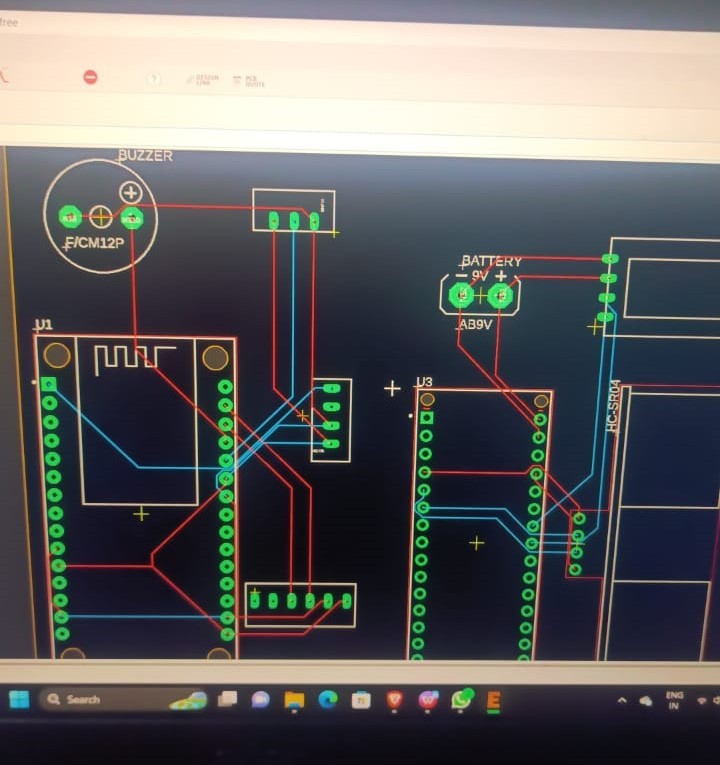 free
DESIGN
LINK
PCB
QUOTE
BUZZER
F/CM12P
U1
BATTERY
- 9V +
AB9V
U3
HC-SR04
Search
ENG
IN